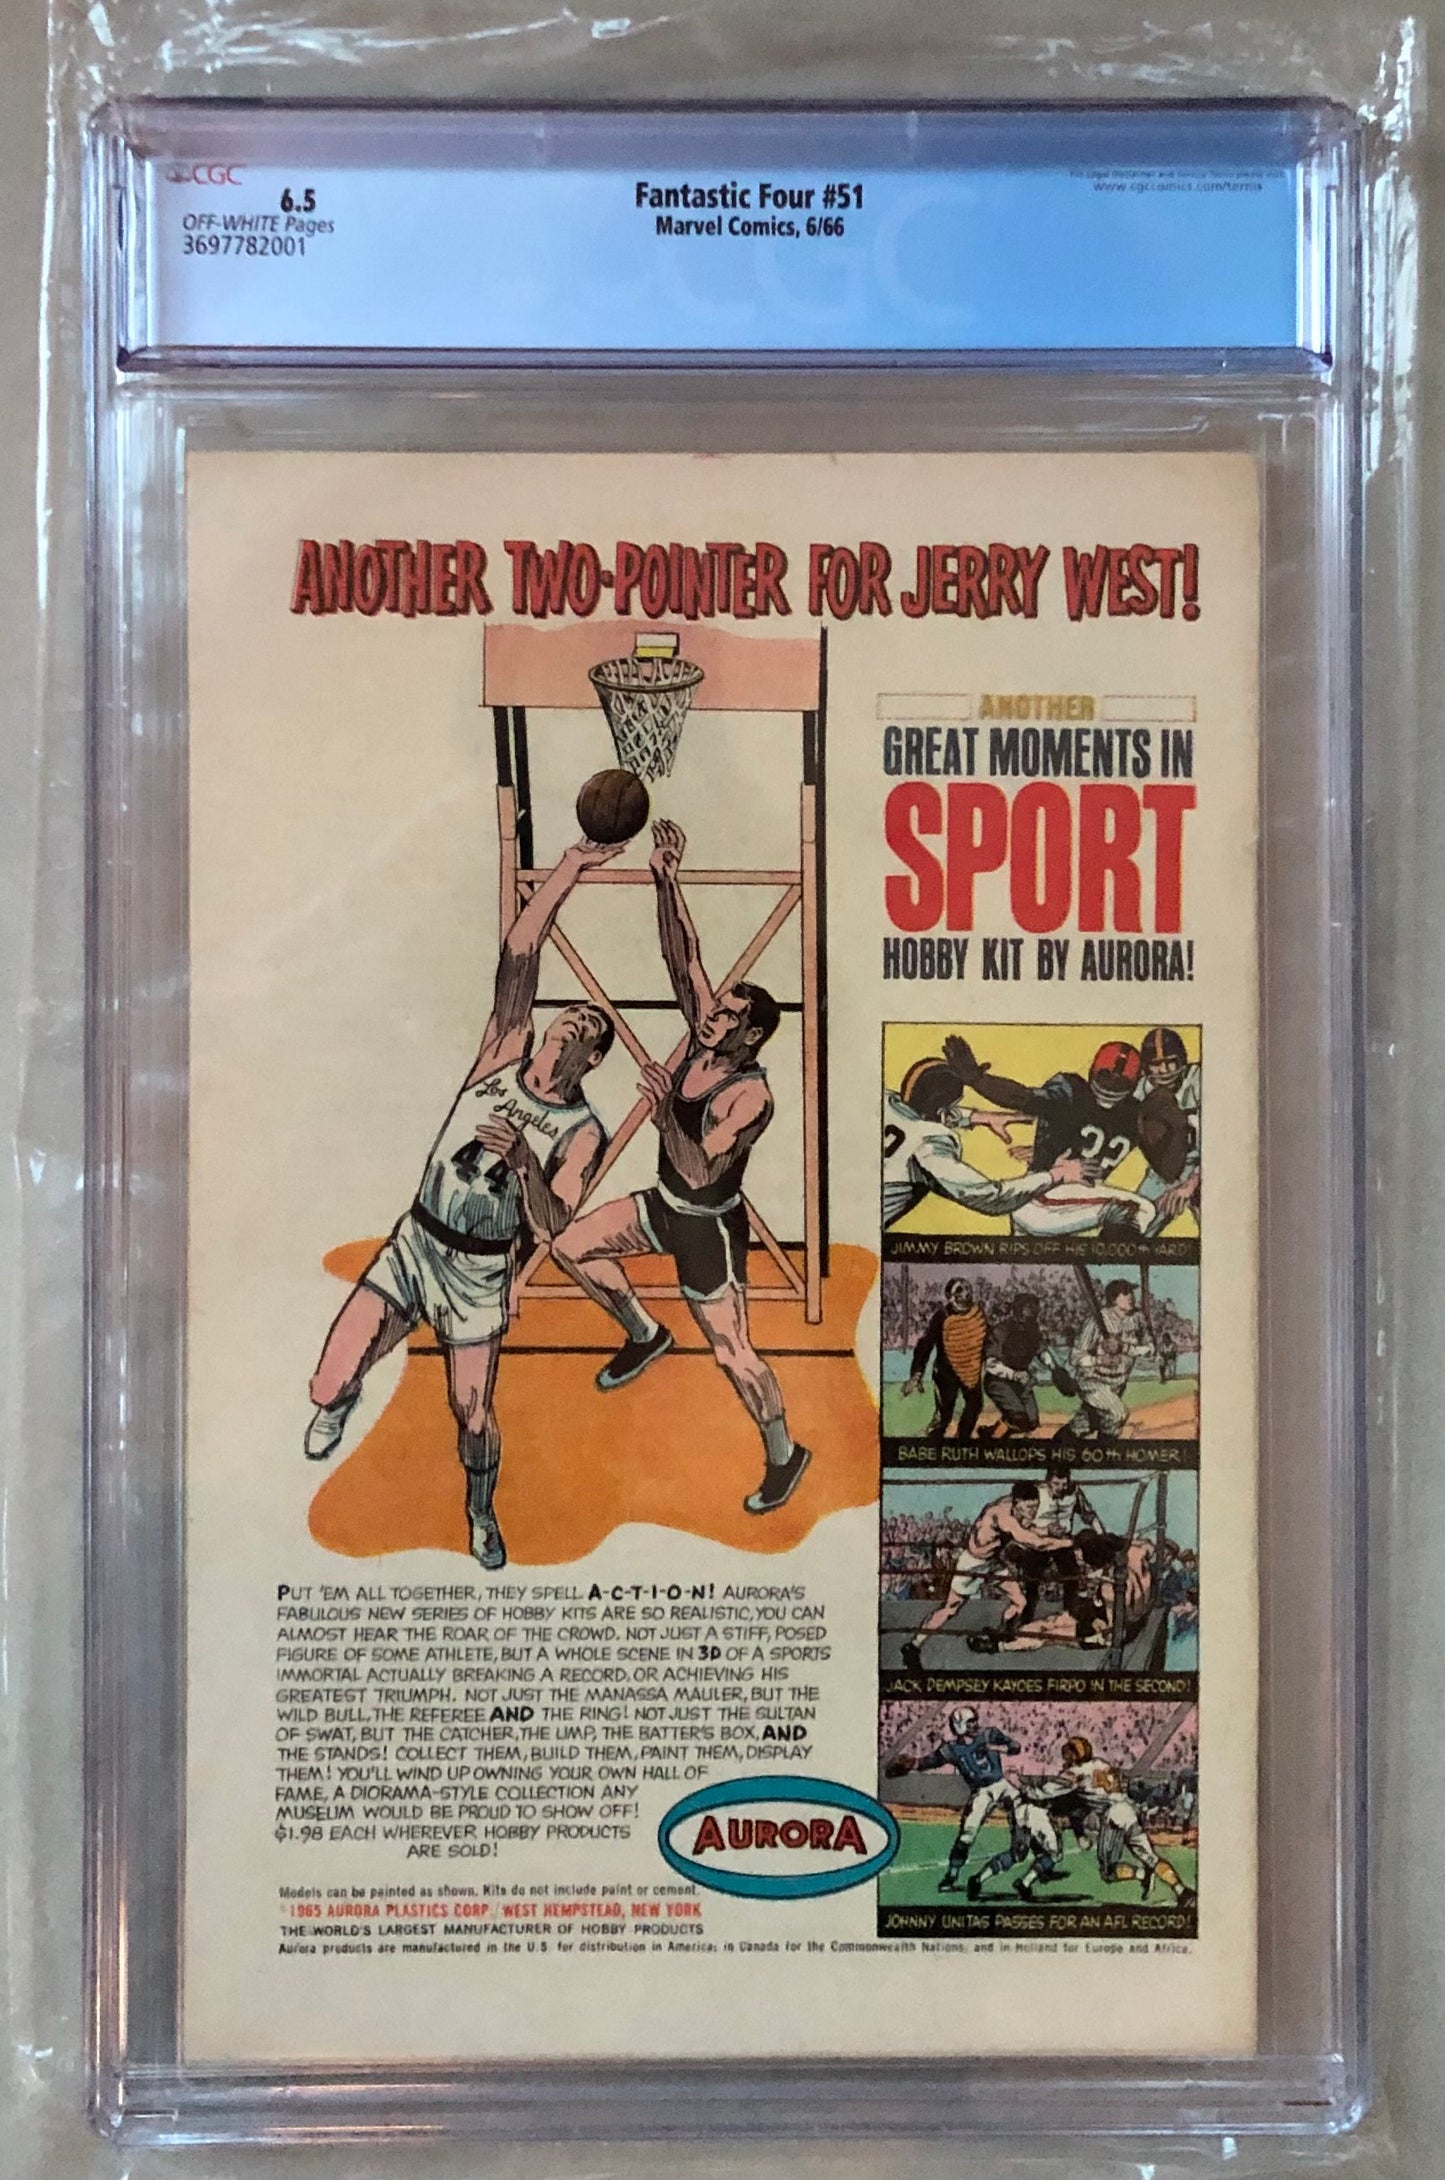 CGC
6.5
OFF-WHITE Pages
3697782001
Fantastic Four #51
Marvel Comics, 6/66
www.cgccomics.com/terms
CGC
ANOTHER TWO-POINTER FOR JERRY WEST!
ANOTHER
GREAT MOMENTS IN
SPORT
HOBBY KIT BY AURORA!
Los
Angeles
44
32
JIMMY BROWN RIPS OFF HIS 10,000th YARD!
BABE RUTH WALLOPS HIS 60th HOMER!
JACK DEMPSEY KAYOES FIRPO IN THE SECOND!
19
JOHNNY UNITAS PASSES FOR AN AFL RECORD!
PUT 'EM ALL TOGETHER, THEY SPELL A-C-T-I-O-N! AURORA'S
FABULOUS NEW SERIES OF HOBBY KITS ARE SO REALISTIC, YOU CAN
ALMOST HEAR THE ROAR OF THE CROWD. NOT JUST A STIFF, POSED
FIGURE OF SOME ATHLETE, BUT A WHOLE SCENE IN 3D OF A SPORTS
IMMORTAL ACTUALLY BREAKING A RECORD, OR ACHIEVING HIS
GREATEST TRIUMPH. NOT JUST THE MANASSA MAULER, BUT THE
WILD BULL, THE REFEREE AND THE RING! NOT JUST THE SULTAN
OF SWAT, BUT THE CATCHER, THE UMP, THE BATTER'S BOX, AND
THE STANDS! COLLECT THEM, BUILD THEM, PAINT THEM, DISPLAY
THEM! YOU'LL WIND UP OWNING YOUR OWN HALL OF
FAME, A DIORAMA-STYLE COLLECTION ANY
MUSEUM WOULD BE PROUD TO SHOW OFF!
$1.98 EACH WHEREVER HOBBY PRODUCTS
ARE SOLD!
AURORA
Models can be painted as shown. Kits do not include paint or cement.
©1965 AURORA PLASTICS CORP., WEST HEMPSTEAD, NEW YORK
THE WORLD'S LARGEST MANUFACTURER OF HOBBY PRODUCTS
Aurora products are manufactured in the U.S. for distribution in America; in Canada for the Commonwealth Nations; and in Holland for Europe and Africa.